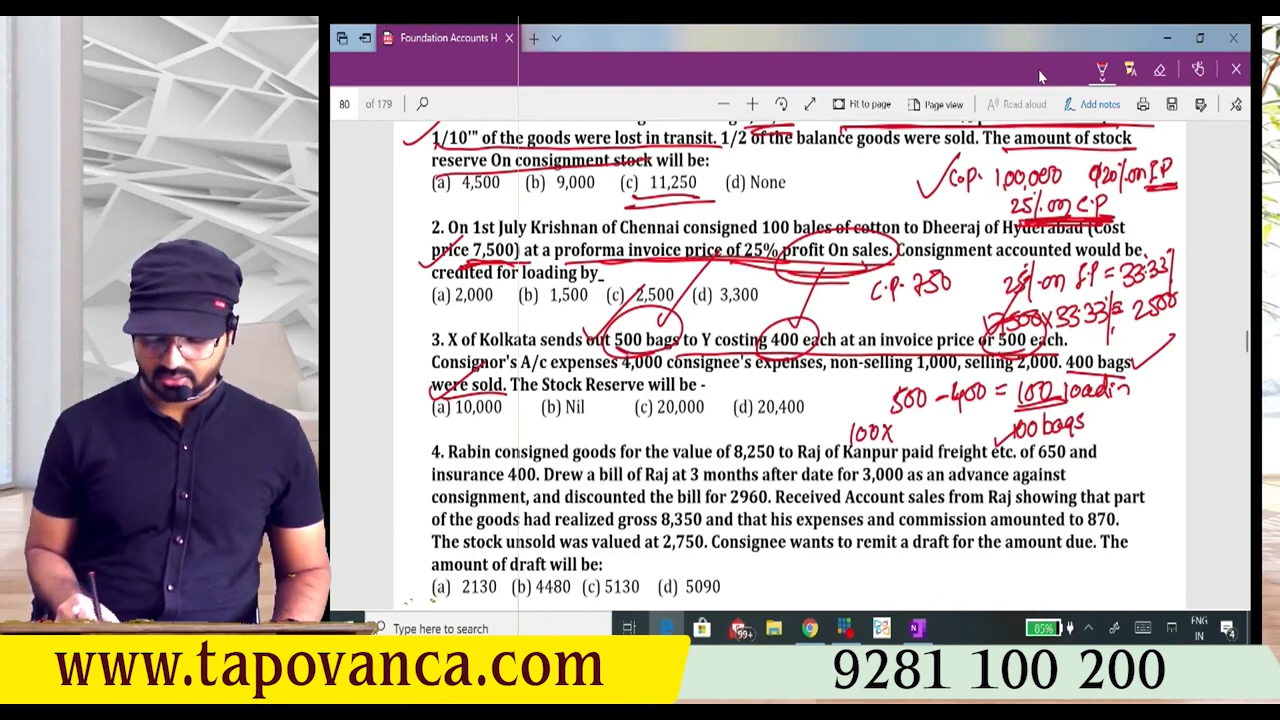 Foundation Accounts H
80 of 179
Fit to page
Page view
Read aloud
Add notes
1/10'" of the goods were lost in transit. 1/2 of the balance goods were sold. The amount of stock
reserve On consignment stock will be:
(a) 4,500 (b) 9,000 (c) 11,250 (d) None
C.P. 1,00,000 @20% on I.P
25% on C.P
2. On 1st July Krishnan of Chennai consigned 100 bales of cotton to Dheeraj of Hyderabad (Cost
price 7,500) at a proforma invoice price of 25% profit On sales. Consignment accounted would be
credited for loading by_
(a) 2,000 (b) 1,500 (c) 2,500 (d) 3,300
C.P. 750
25% on I.P = 33.33%
7500x33.33% = 2500
3. X of Kolkata sends out 500 bags to Y costing 400 each at an invoice price or 500 each.
Consignor's A/c expenses 4,000 consignee's expenses, non-selling 1,000, selling 2,000. 400 bags
were sold. The Stock Reserve will be -
(a) 10,000 (b) Nil (c) 20,000 (d) 20,400
500 - 400 = 100 loadin
100x
100 bags
4. Rabin consigned goods for the value of 8,250 to Raj of Kanpur paid freight etc. of 650 and
insurance 400. Drew a bill of Raj at 3 months after date for 3,000 as an advance against
consignment, and discounted the bill for 2960. Received Account sales from Raj showing that part
of the goods had realized gross 8,350 and that his expenses and commission amounted to 870.
The stock unsold was valued at 2,750. Consignee wants to remit a draft for the amount due. The
amount of draft will be:
(a) 2130 (b) 4480 (c) 5130 (d) 5090
Type here to search
99+
85%
ENG
IN
4
www.tapovanca.com
9281 100 200